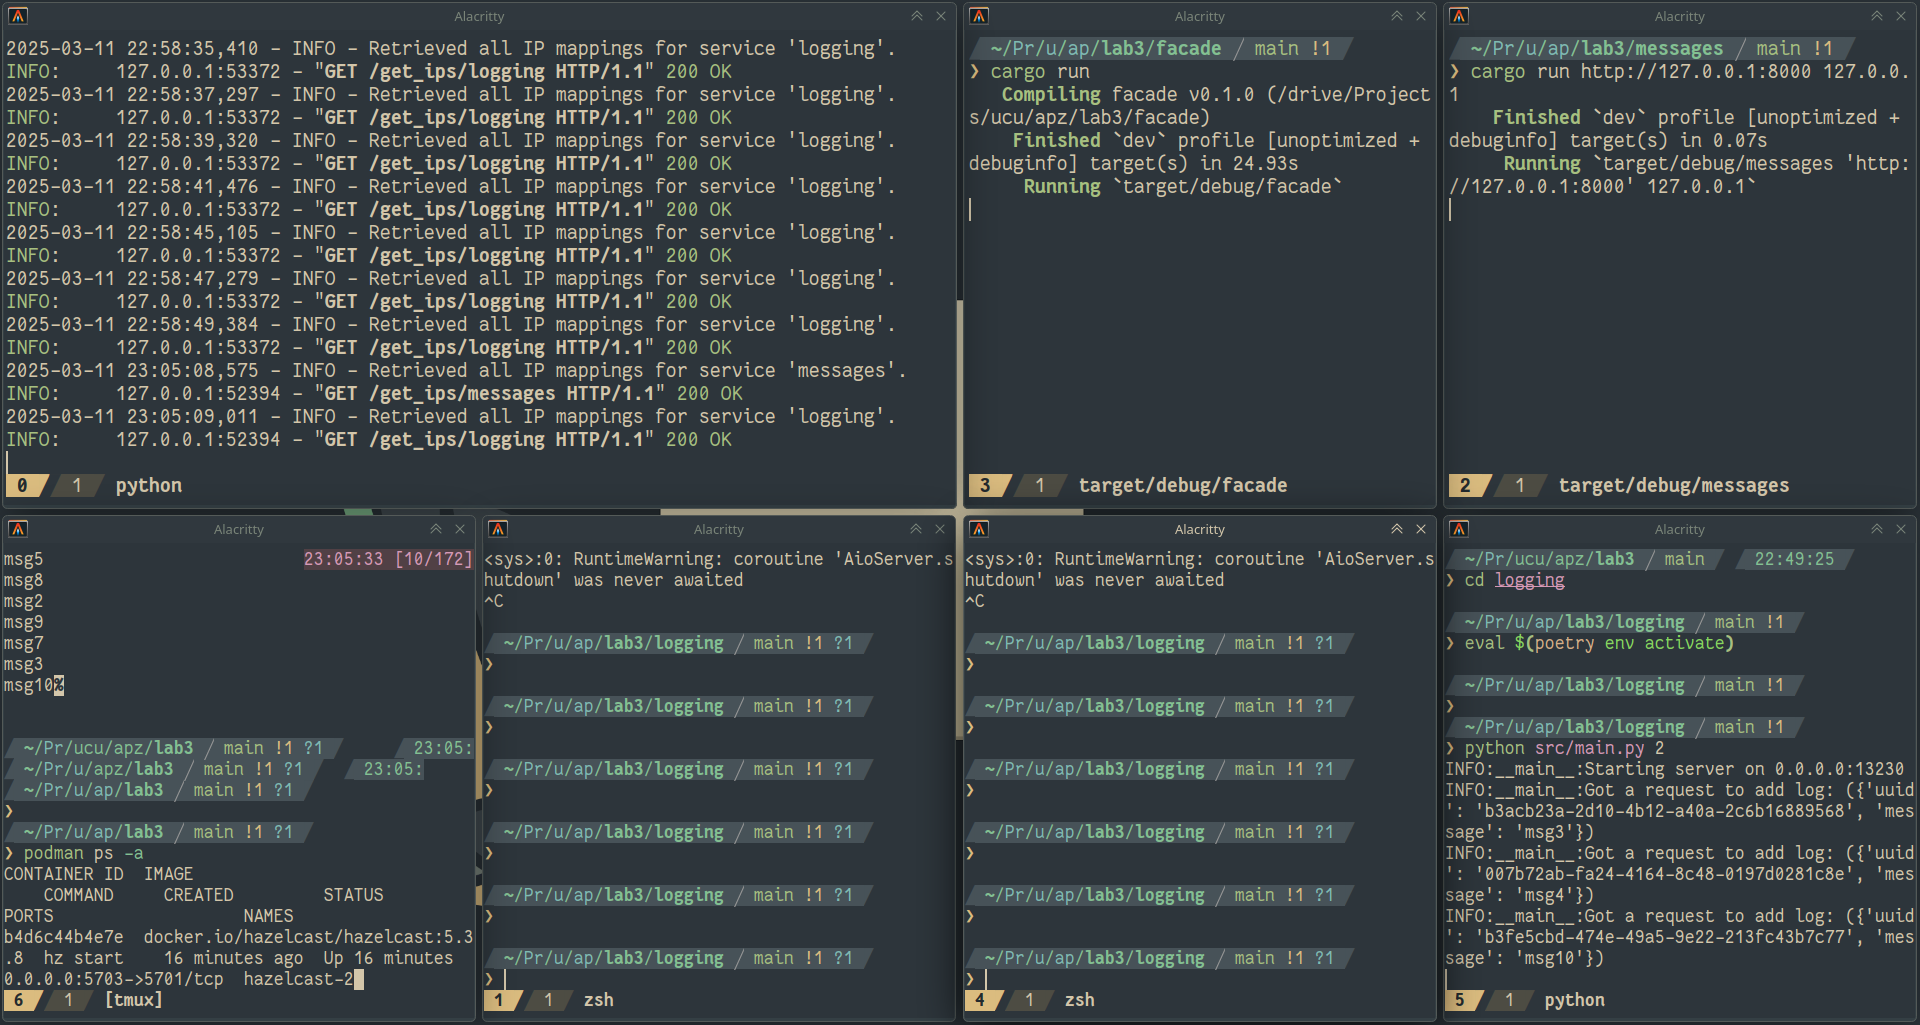 Alacritty
2025-03-11 22:58:35,410 - INFO - Retrieved all IP mappings for service 'logging'.
INFO:     127.0.0.1:53372 - "GET /get_ips/logging HTTP/1.1" 200 OK
2025-03-11 22:58:37,297 - INFO - Retrieved all IP mappings for service 'logging'.
INFO:     127.0.0.1:53372 - "GET /get_ips/logging HTTP/1.1" 200 OK
2025-03-11 22:58:39,320 - INFO - Retrieved all IP mappings for service 'logging'.
INFO:     127.0.0.1:53372 - "GET /get_ips/logging HTTP/1.1" 200 OK
2025-03-11 22:58:41,476 - INFO - Retrieved all IP mappings for service 'logging'.
INFO:     127.0.0.1:53372 - "GET /get_ips/logging HTTP/1.1" 200 OK
2025-03-11 22:58:45,105 - INFO - Retrieved all IP mappings for service 'logging'.
INFO:     127.0.0.1:53372 - "GET /get_ips/logging HTTP/1.1" 200 OK
2025-03-11 22:58:47,279 - INFO - Retrieved all IP mappings for service 'logging'.
INFO:     127.0.0.1:53372 - "GET /get_ips/logging HTTP/1.1" 200 OK
2025-03-11 22:58:49,384 - INFO - Retrieved all IP mappings for service 'logging'.
INFO:     127.0.0.1:53372 - "GET /get_ips/logging HTTP/1.1" 200 OK
2025-03-11 23:05:08,575 - INFO - Retrieved all IP mappings for service 'messages'.
INFO:     127.0.0.1:52394 - "GET /get_ips/messages HTTP/1.1" 200 OK
2025-03-11 23:05:09,011 - INFO - Retrieved all IP mappings for service 'logging'.
INFO:     127.0.0.1:52394 - "GET /get_ips/logging HTTP/1.1" 200 OK
0 1 python
Alacritty
~/Pr/u/ap/lab3/facade / main !1
❯ cargo run
Compiling facade v0.1.0 (/drive/Project
s/ucu/apz/lab3/facade)
Finished `dev` profile [unoptimized +
debuginfo] target(s) in 24.93s
Running `target/debug/facade`
3 1 target/debug/facade
Alacritty
~/Pr/u/ap/lab3/messages / main !1
❯ cargo run http://127.0.0.1:8000 127.0.0.
1
Finished `dev` profile [unoptimized +
debuginfo] target(s) in 0.07s
Running `target/debug/messages 'http:
//127.0.0.1:8000' 127.0.0.1`
2 1 target/debug/messages
Alacritty
msg5 23:05:33 [10/172]
msg8
msg2
msg9
msg7
msg3
msg10%
~/Pr/ucu/apz/lab3 / main !1 ?1 23:05:
~/Pr/u/apz/lab3 / main !1 ?1 23:05:
~/Pr/u/ap/lab3 / main !1 ?1
❯
~/Pr/u/ap/lab3 / main !1 ?1
❯ podman ps -a
CONTAINER ID  IMAGE
COMMAND     CREATED         STATUS
PORTS                   NAMES
b4d6c44b4e7e  docker.io/hazelcast/hazelcast:5.3
.8  hz start    16 minutes ago  Up 16 minutes
0.0.0.0:5703->5701/tcp  hazelcast-2
6 1 [tmux]
Alacritty
<sys>:0: RuntimeWarning: coroutine 'AioServer.s
hutdown' was never awaited
^C
~/Pr/u/ap/lab3/logging / main !1 ?1
❯
~/Pr/u/ap/lab3/logging / main !1 ?1
❯
~/Pr/u/ap/lab3/logging / main !1 ?1
❯
~/Pr/u/ap/lab3/logging / main !1 ?1
❯
~/Pr/u/ap/lab3/logging / main !1 ?1
❯
~/Pr/u/ap/lab3/logging / main !1 ?1
❯
1 1 zsh
Alacritty
<sys>:0: RuntimeWarning: coroutine 'AioServer.s
hutdown' was never awaited
^C
~/Pr/u/ap/lab3/logging / main !1 ?1
❯
~/Pr/u/ap/lab3/logging / main !1 ?1
❯
~/Pr/u/ap/lab3/logging / main !1 ?1
❯
~/Pr/u/ap/lab3/logging / main !1 ?1
❯
~/Pr/u/ap/lab3/logging / main !1 ?1
❯
~/Pr/u/ap/lab3/logging / main !1 ?1
❯
4 1 zsh
Alacritty
~/Pr/ucu/apz/lab3 / main 22:49:25
❯ cd logging
~/Pr/u/ap/lab3/logging / main !1
❯ eval $(poetry env activate)
~/Pr/u/ap/lab3/logging / main !1
❯
~/Pr/u/ap/lab3/logging / main !1
❯ python src/main.py 2
INFO:__main__:Starting server on 0.0.0.0:13230
INFO:__main__:Got a request to add log: ({'uuid
': 'b3acb23a-2d10-4b12-a40a-2c6b16889568', 'mes
sage': 'msg3'})
INFO:__main__:Got a request to add log: ({'uuid
': '007b72ab-fa24-4164-8c48-0197d0281c8e', 'mes
sage': 'msg4'})
INFO:__main__:Got a request to add log: ({'uuid
': 'b3fe5cbd-474e-49a5-9e22-213fc43b7c77', 'mes
sage': 'msg10'})
5 1 python